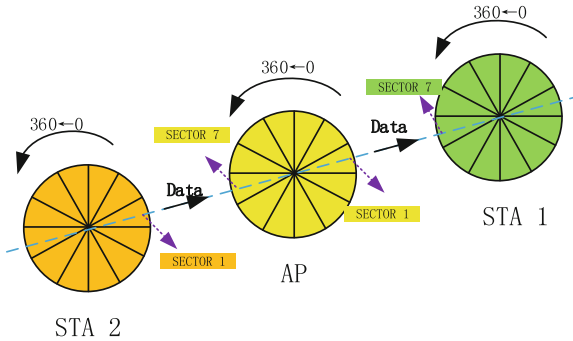 360←0
SECTOR 7
Data
STA 1
360←0
SECTOR 7
Data
SECTOR 1
AP
360←0
SECTOR 1
STA 2